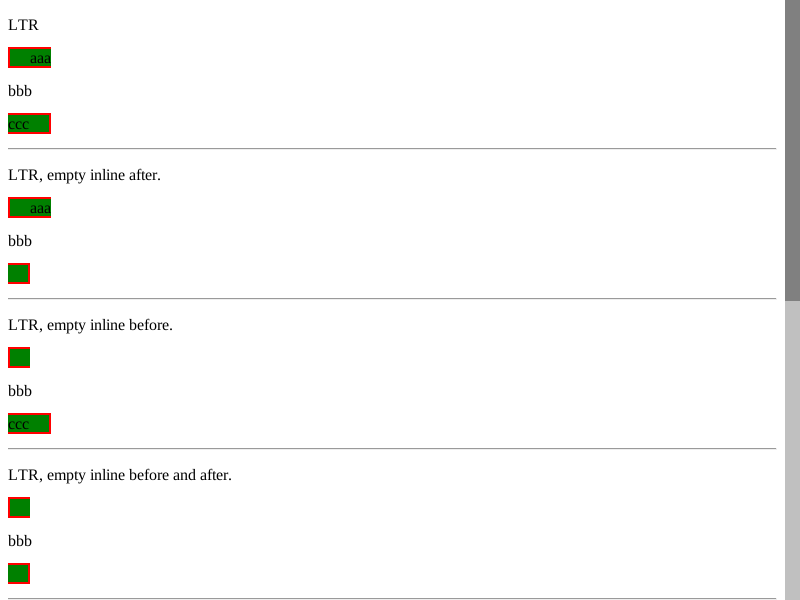 LTR
aaa
bbb
ccc
LTR, empty inline after.
aaa
bbb
LTR, empty inline before.
bbb
ccc
LTR, empty inline before and after.
bbb